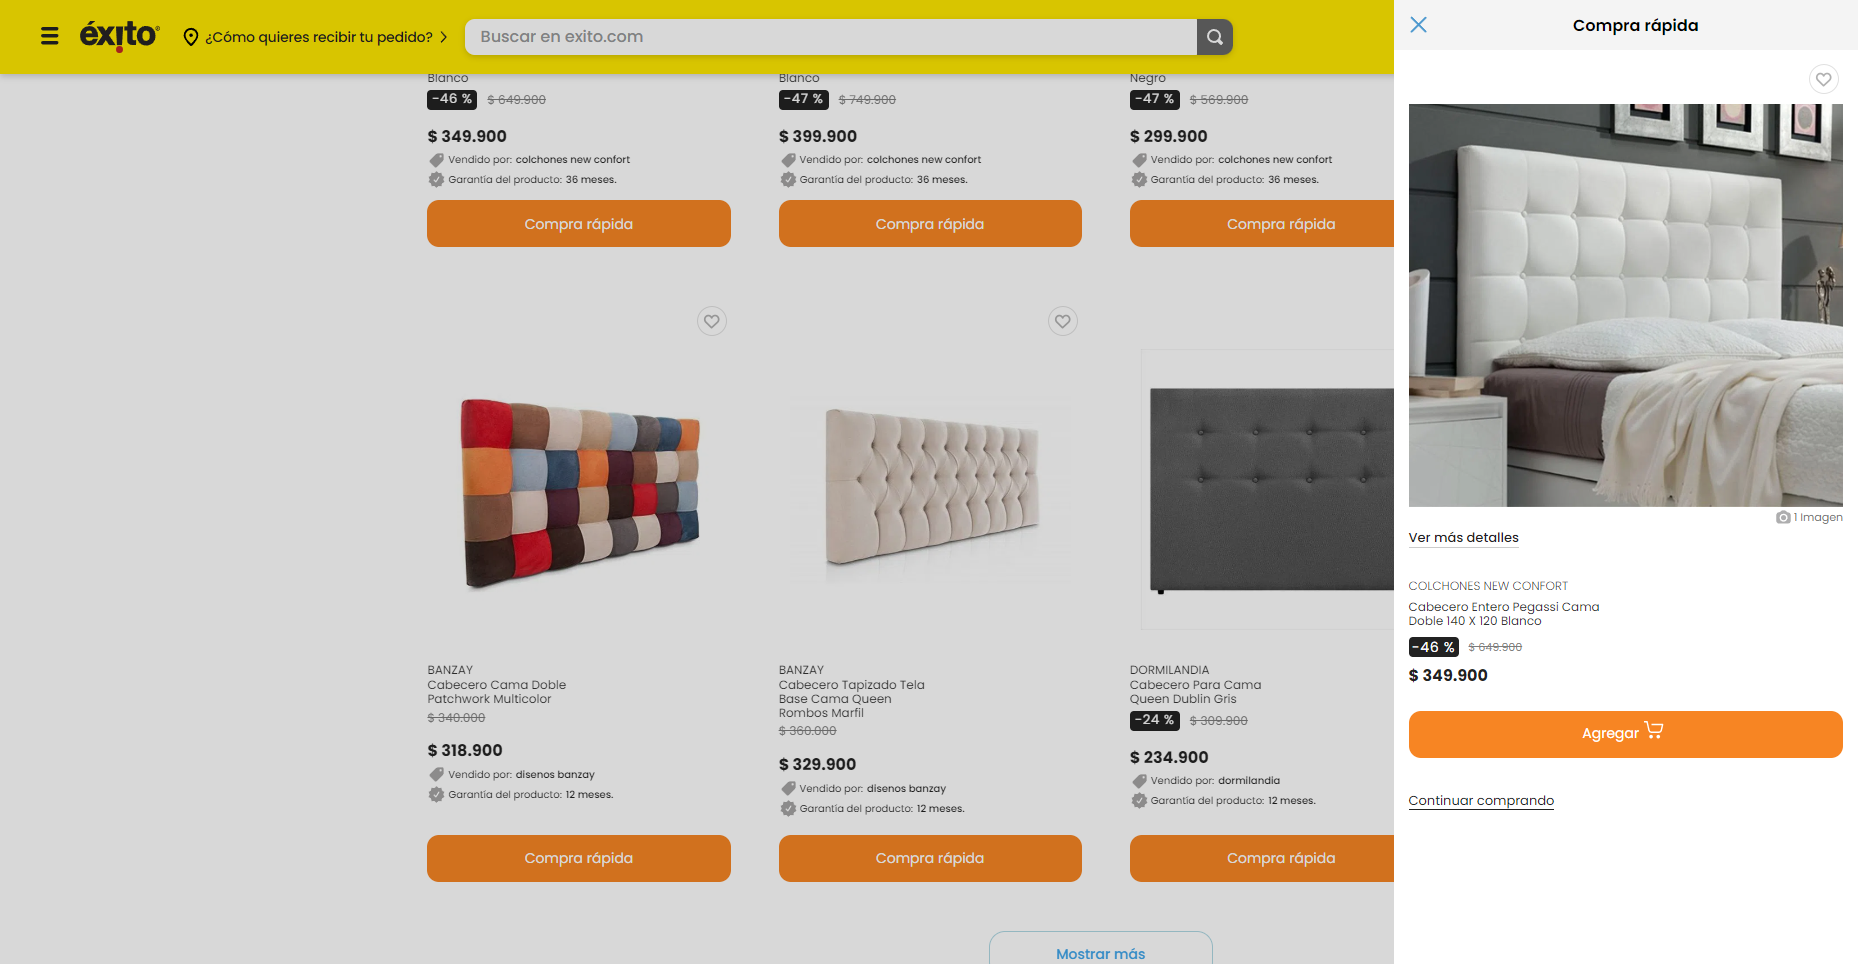 éxito
¿Cómo quieres recibir tu pedido?
Buscar en exito.com
Blanco
-46 % $ 649.900
$ 349.900
Vendido por: colchones new confort
Garantía del producto: 36 meses.
Compra rápida
Blanco
-47 % $ 749.900
$ 399.900
Vendido por: colchones new confort
Garantía del producto: 36 meses.
Compra rápida
Negro
-47 % $ 569.900
$ 299.900
Vendido por: colchones new confort
Garantía del producto: 36 meses.
Compra rápida
BANZAY
Cabecero Cama Doble
Patchwork Multicolor
$ 340.000
$ 318.900
Vendido por: disenos banzay
Garantía del producto: 12 meses.
Compra rápida
BANZAY
Cabecero Tapizado Tela
Base Cama Queen
Rombos Marfil
$ 360.000
$ 329.900
Vendido por: disenos banzay
Garantía del producto: 12 meses.
Compra rápida
DORMILANDIA
Cabecero Para Cama
Queen Dublin Gris
-24 % $ 309.900
$ 234.900
Vendido por: dormilandia
Garantía del producto: 12 meses.
Compra rápida
Mostrar más
Compra rápida
1 Imagen
Ver más detalles
COLCHONES NEW CONFORT
Cabecero Entero Pegassi Cama
Doble 140 X 120 Blanco
-46 % $ 649.900
$ 349.900
Agregar
Continuar comprando